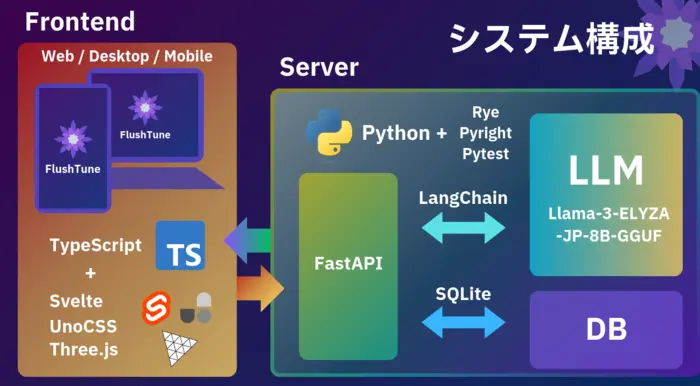 システム構成
Frontend
Web / Desktop / Mobile
FlushTune
FlushTune
TypeScript
TS
+
Svelte
UnoCSS
Three.js
Server
Python +
Rye
Pyright
Pytest
FastAPI
LangChain
SQLite
LLM
Llama-3-ELYZA
-JP-8B-GGUF
DB